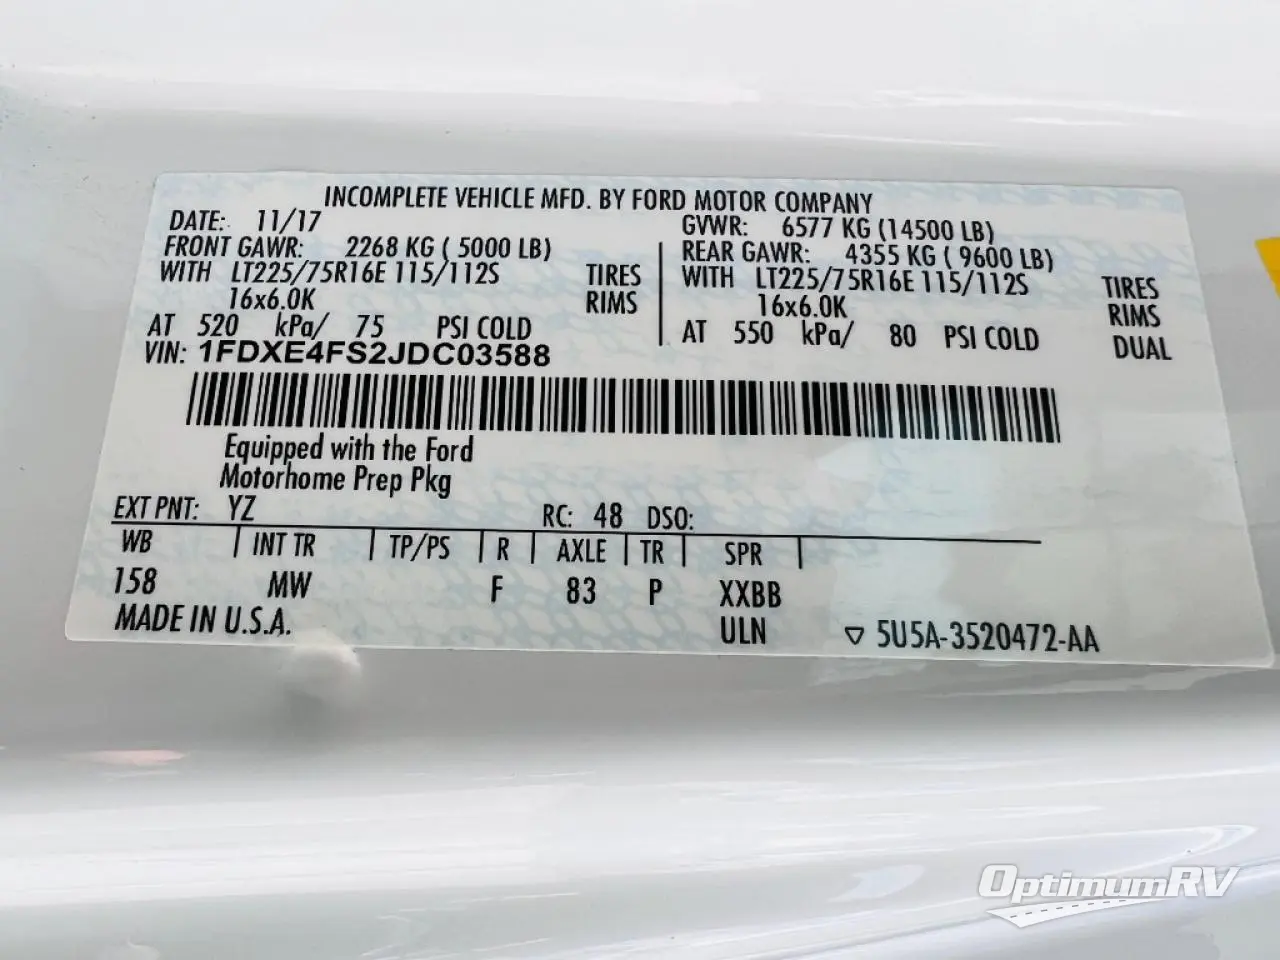 INCOMPLETE VEHICLE MFD. BY FORD MOTOR COMPANY
DATE: 11/17
FRONT GAWR: 2268 KG ( 5000 LB)
WITH LT225/75R16E 115/112S TIRES
16x6.0K RIMS
AT 520 kPa/ 75 PSI COLD
GVWR: 6577 KG (14500 LB)
REAR GAWR: 4355 KG ( 9600 LB)
WITH LT225/75R16E 115/112S TIRES
16x6.0K RIMS
AT 550 kPa/ 80 PSI COLD DUAL
VIN: 1FDXE4FS2JDC03588
Equipped with the Ford
Motorhome Prep Pkg
EXT PNT: YZ RC: 48 DSO:
WB INT TR TP/PS R AXLE TR SPR
158 MW F 83 P XXBB
MADE IN U.S.A. ULN 5U5A-3520472-AA
OptimumRV